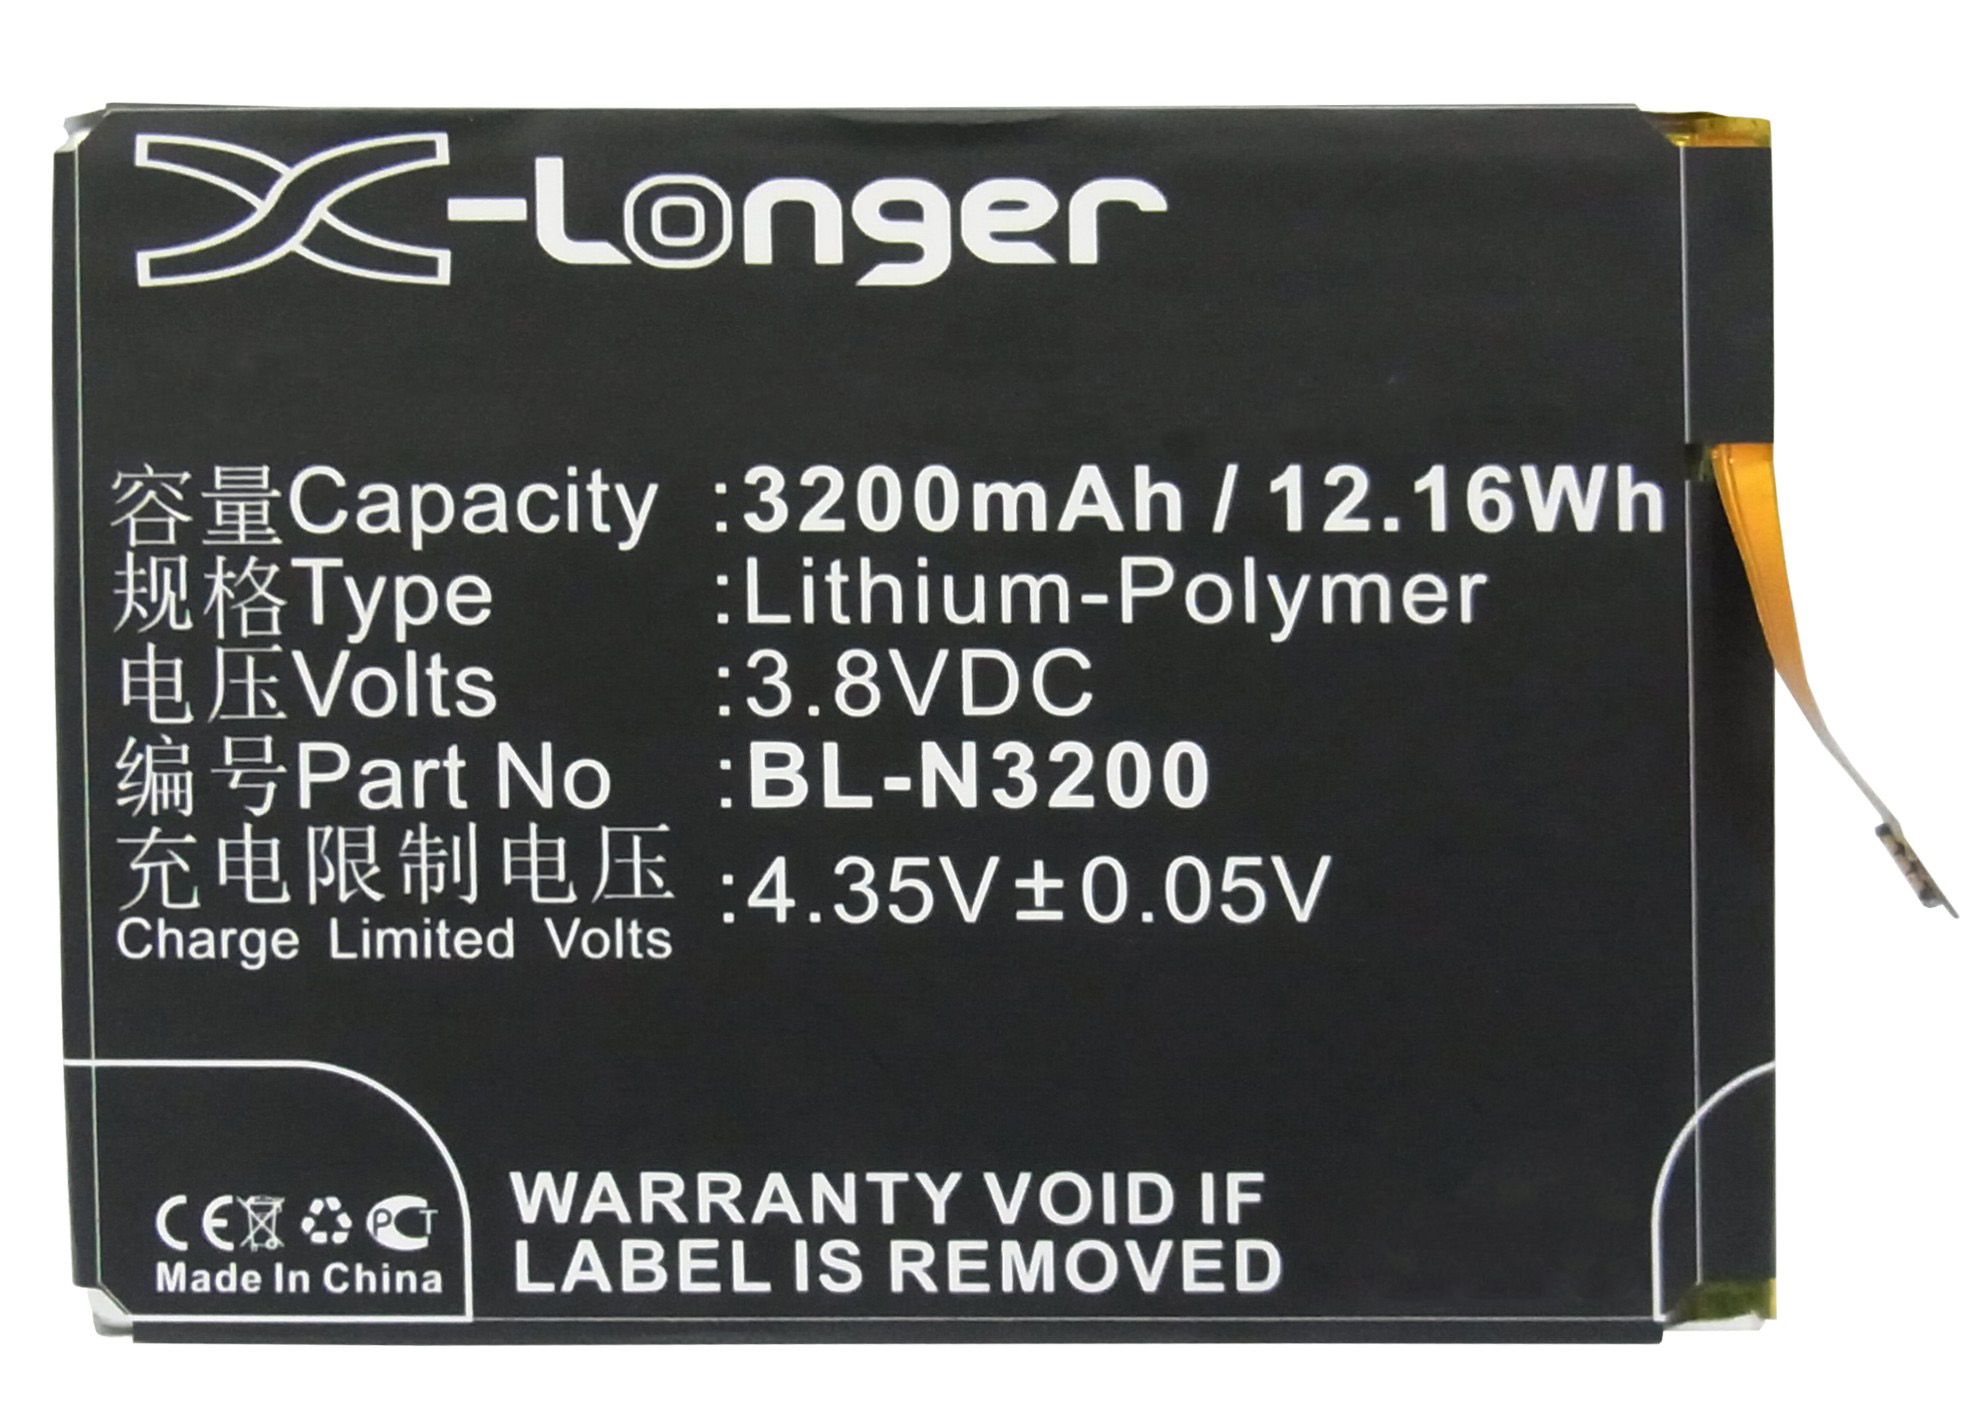 X-Longer
容量Capacity :3200mAh / 12.16Wh
规格Type :Lithium-Polymer
电压Volts :3.8VDC
编号Part No :BL-N3200
充电限制电压 :4.35V±0.05V
Charge Limited Volts
WARRANTY VOID IF
LABEL IS REMOVED
CE PCT
Made In China